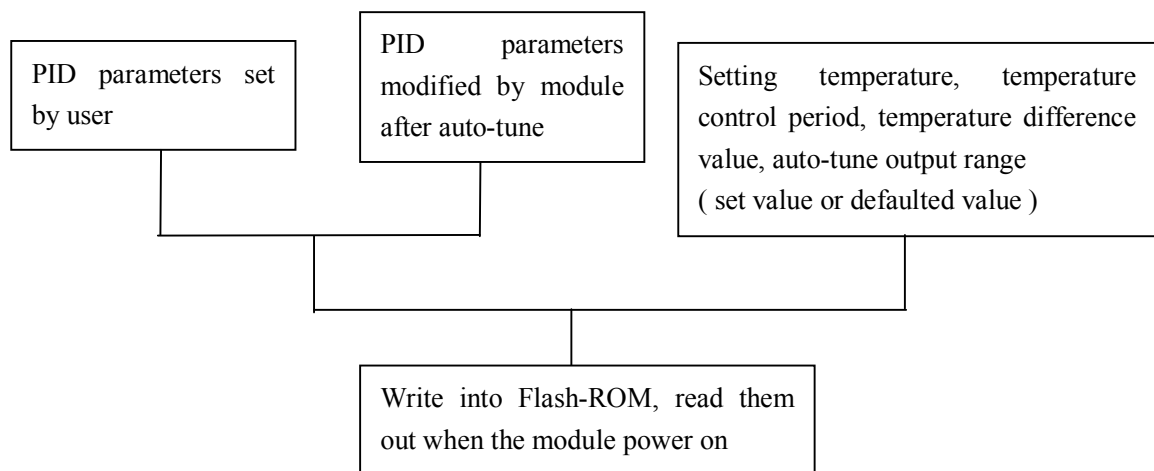 PID parameters set
by user
PID parameters
modified by module
after auto-tune
Setting temperature, temperature
control period, temperature difference
value, auto-tune output range
( set value or defaulted value )
Write into Flash-ROM, read them
out when the module power on